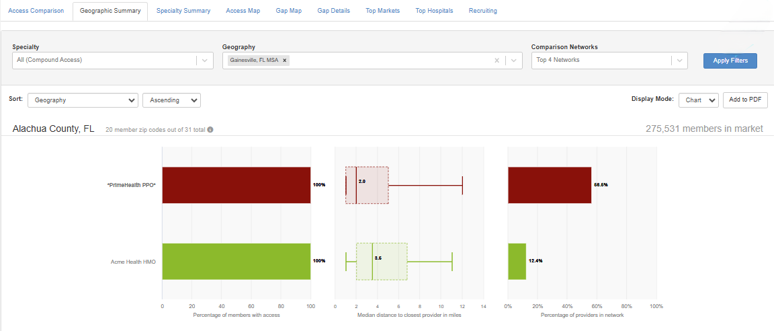 Access Comparison Geographic Summary Specialty Summary Access Map Gap Map Gap Details Top Markets Top Hospitals Recruiting
Specialty Geography Comparison Networks
All (Compound Access) Gainesville, FL MSA × × Top 4 Networks Apply Filters
Sort: Geography Ascending Display Mode: Chart Add to PDF
Alachua County, FL 20 member zip codes out of 31 total 275,531 members in market
*PrimeHealth PPO* 100% 2.0
Acme Health HMO 100% 3.5 12.4%
0 20 40 60 80 100 0 2 4 6 8 10 12 14 0% 20% 40% 60% 80% 100%
Percentage of members with access Median distance to closest provider in miles Percentage of providers in network